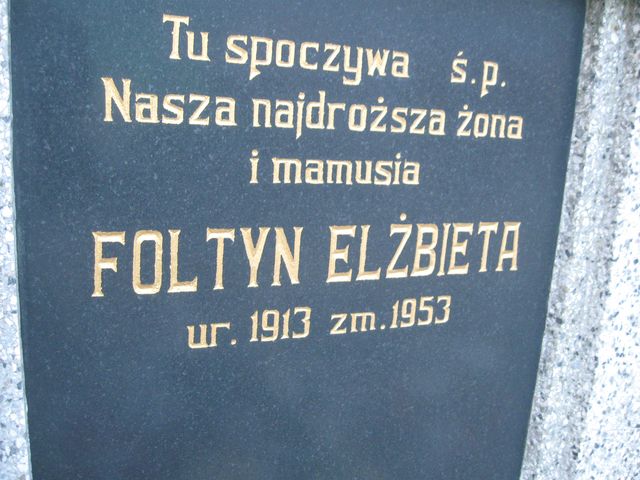 Tu spoczywa ś.p.
Nasza najdroższa żona
i mamusia
FOLTYN ELŻBIETA
ur. 1913 zm. 1953